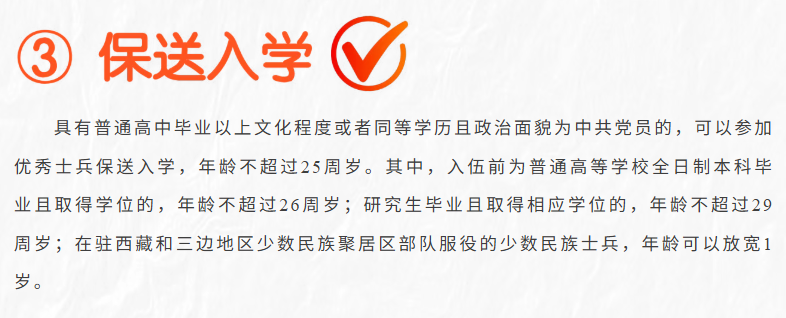 ③ 保送入学
具有普通高中毕业以上文化程度或者同等学历且政治面貌为中共党员的，可以参加
优秀士兵保送入学，年龄不超过25周岁。其中，入伍前为普通高等学校全日制本科毕
业且取得学位的，年龄不超过26周岁；研究生毕业且取得相应学位的，年龄不超过29
周岁；在驻西藏和三边地区少数民族聚居区部队服役的少数民族士兵，年龄可以放宽1
岁。